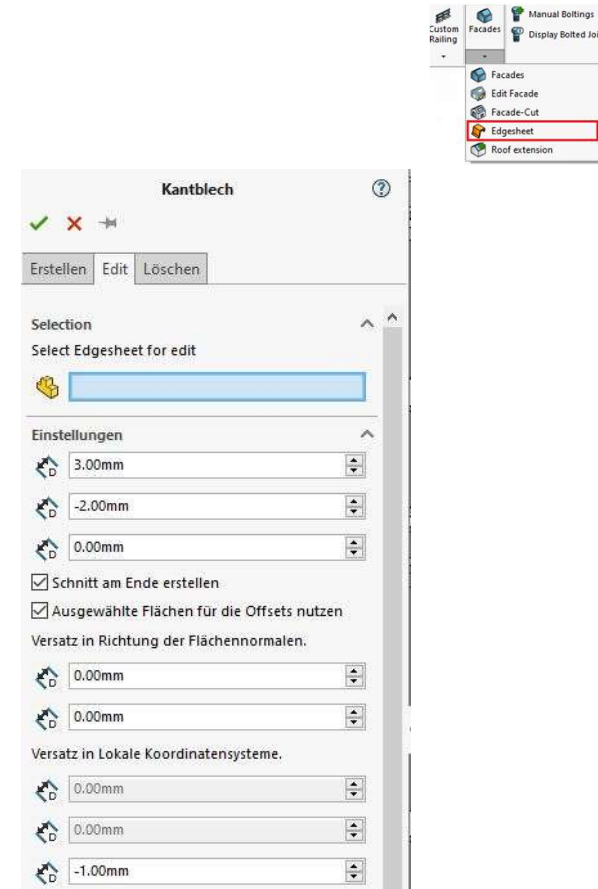 Custom
Railing
Facades
Manual Boltings
Display Bolted Joi
Facades
Edit Facade
Facade-Cut
Edgesheet
Roof extension
Kantblech
Erstellen Edit Löschen
Selection
Select Edgesheet for edit
Einstellungen
3.00mm
-2.00mm
0.00mm
Schnitt am Ende erstellen
Ausgewählte Flächen für die Offsets nutzen
Versatz in Richtung der Flächennormalen.
0.00mm
0.00mm
Versatz in Lokale Koordinatensysteme.
0.00mm
0.00mm
-1.00mm